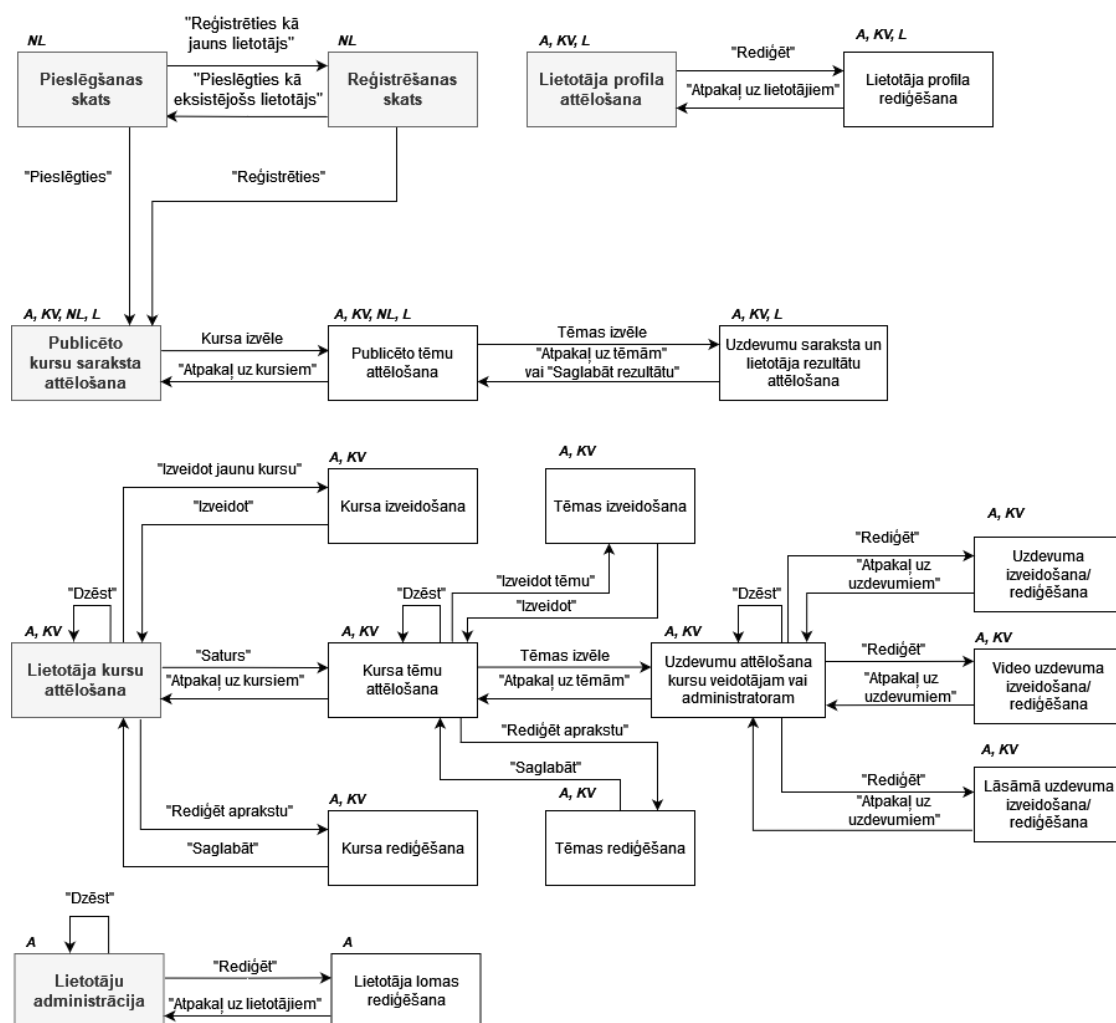 NL
"Reģistrēties kā
jauns lietotājs"
NL
Pieslēgšanas
skats
"Pieslēgties kā
eksistējošs lietotājs"
Reģistrēšanas
skats
A, KV, L
"Rediģēt"
A, KV, L
Lietotāja profila
attēlošana
"Atpakaļ uz lietotājiem"
Lietotāja profila
rediģēšana
"Pieslēgties"
"Reģistrēties"
A, KV, NL, L
Publicēto
kursu saraksta
attēlošana
Kursa izvēle
"Atpakaļ uz kursiem"
A, KV, NL, L
Publicēto tēmu
attēlošana
Tēmas izvēle
"Atpakaļ uz tēmām"
vai "Saglabāt rezultātu"
A, KV, L
Uzdevumu saraksta un
lietotāja rezultātu
attēlošana
"Izveidot jaunu kursu"
"Izveidot"
A, KV
Kursa izveidošana
A, KV
Tēmas izveidošana
"Izveidot tēmu"
"Izveidot"
"Rediģēt"
"Atpakaļ uz
uzdevumiem"
A, KV
Uzdevuma
izveidošana/
rediģēšana
"Dzēst"
A, KV
Lietotāja kursu
attēlošana
"Saturs"
"Atpakaļ uz kursiem"
"Dzēst"
A, KV
Kursa tēmu
attēlošana
Tēmas izvēle
"Atpakaļ uz tēmām"
"Dzēst"
A, KV
Uzdevumu attēlošana
kursu veidotājam vai
administratoram
"Rediģēt"
"Atpakaļ uz
uzdevumiem"
A, KV
Video uzdevuma
izveidošana/
rediģēšana
"Rediģēt aprakstu"
"Saglabāt"
A, KV
Kursa rediģēšana
"Rediģēt aprakstu"
"Saglabāt"
A, KV
Tēmas rediģēšana
"Rediģēt"
"Atpakaļ uz
uzdevumiem"
A, KV
Lāsāmā uzdevuma
izveidošana/
rediģēšana
"Dzēst"
A
Lietotāju
administrācija
"Rediģēt"
"Atpakaļ uz lietotājiem"
A
Lietotāja lomas
rediģēšana